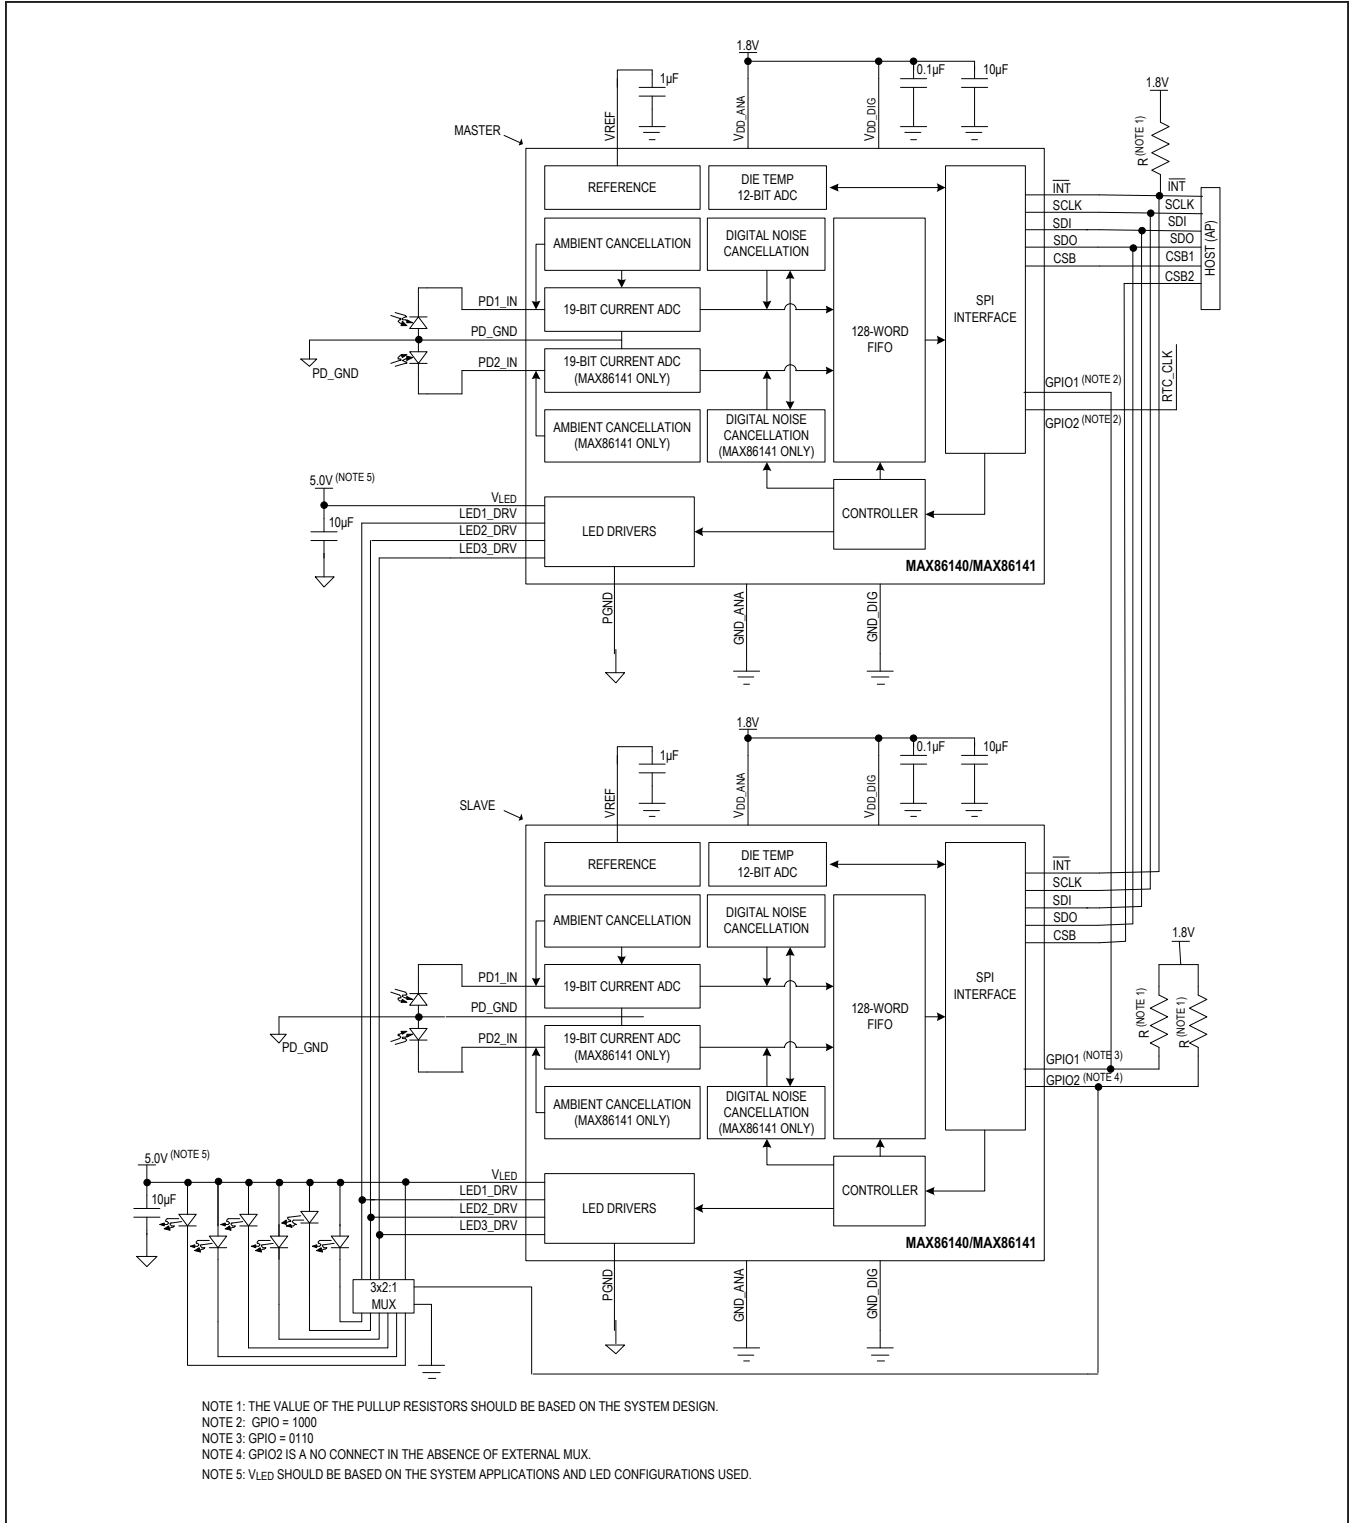 1.8V
1µF
0.1µF
10µF
1.8V
VREF
VDD_ANA
VDD_DIG
R (NOTE 1)
MASTER
REFERENCE
DIE TEMP
12-BIT ADC
INT
SCLK
SDI
SDO
CSB
INT
SCLK
SDI
SDO
CSB1
CSB2
HOST (AP)
AMBIENT CANCELLATION
DIGITAL NOISE
CANCELLATION
PD1_IN
19-BIT CURRENT ADC
SPI
INTERFACE
PD_GND
PD_GND
128-WORD
FIFO
PD2_IN
19-BIT CURRENT ADC
(MAX86141 ONLY)
GPIO1 (NOTE 2)
RTC_CLK
GPIO2 (NOTE 2)
AMBIENT CANCELLATION
(MAX86141 ONLY)
DIGITAL NOISE
CANCELLATION
(MAX86141 ONLY)
5.0V (NOTE 5)
10µF
VLED
LED1_DRV
LED2_DRV
LED3_DRV
LED DRIVERS
CONTROLLER
MAX86140/MAX86141
PGND
GND_ANA
GND_DIG
1.8V
1µF
0.1µF
10µF
VREF
VDD_ANA
VDD_DIG
SLAVE
REFERENCE
DIE TEMP
12-BIT ADC
INT
SCLK
SDI
SDO
CSB
AMBIENT CANCELLATION
DIGITAL NOISE
CANCELLATION
1.8V
PD1_IN
19-BIT CURRENT ADC
SPI
INTERFACE
PD_GND
PD_GND
128-WORD
FIFO
R (NOTE 1)
R (NOTE 1)
PD2_IN
19-BIT CURRENT ADC
(MAX86141 ONLY)
GPIO1 (NOTE 3)
GPIO2 (NOTE 4)
AMBIENT CANCELLATION
(MAX86141 ONLY)
DIGITAL NOISE
CANCELLATION
(MAX86141 ONLY)
5.0V (NOTE 5)
10µF
VLED
LED1_DRV
LED2_DRV
LED3_DRV
LED DRIVERS
CONTROLLER
MAX86140/MAX86141
3x2:1
MUX
PGND
GND_ANA
GND_DIG
NOTE 1: THE VALUE OF THE PULLUP RESISTORS SHOULD BE BASED ON THE SYSTEM DESIGN.
NOTE 2: GPIO = 1000
NOTE 3: GPIO = 0110
NOTE 4: GPIO2 IS A NO CONNECT IN THE ABSENCE OF EXTERNAL MUX.
NOTE 5: VLED SHOULD BE BASED ON THE SYSTEM APPLICATIONS AND LED CONFIGURATIONS USED.